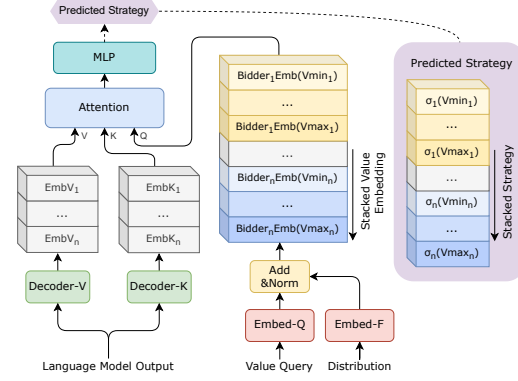 Predicted Strategy
MLP
Attention
V
K
Q
EmbV1
...
EmbVn
EmbK1
...
EmbKn
Decoder-V
Decoder-K
Language Model Output
Bidder1Emb(Vmin1)
...
Bidder1Emb(Vmax1)
...
BiddernEmb(Vminn)
...
BiddernEmb(Vmaxn)
Stacked Value
Embedding
Add
&Norm
Embed-Q
Embed-F
Value Query
Distribution
Predicted Strategy
σ1(Vmin1)
...
σ1(Vmax1)
...
σn(Vminn)
...
σn(Vmaxn)
Stacked Strategy